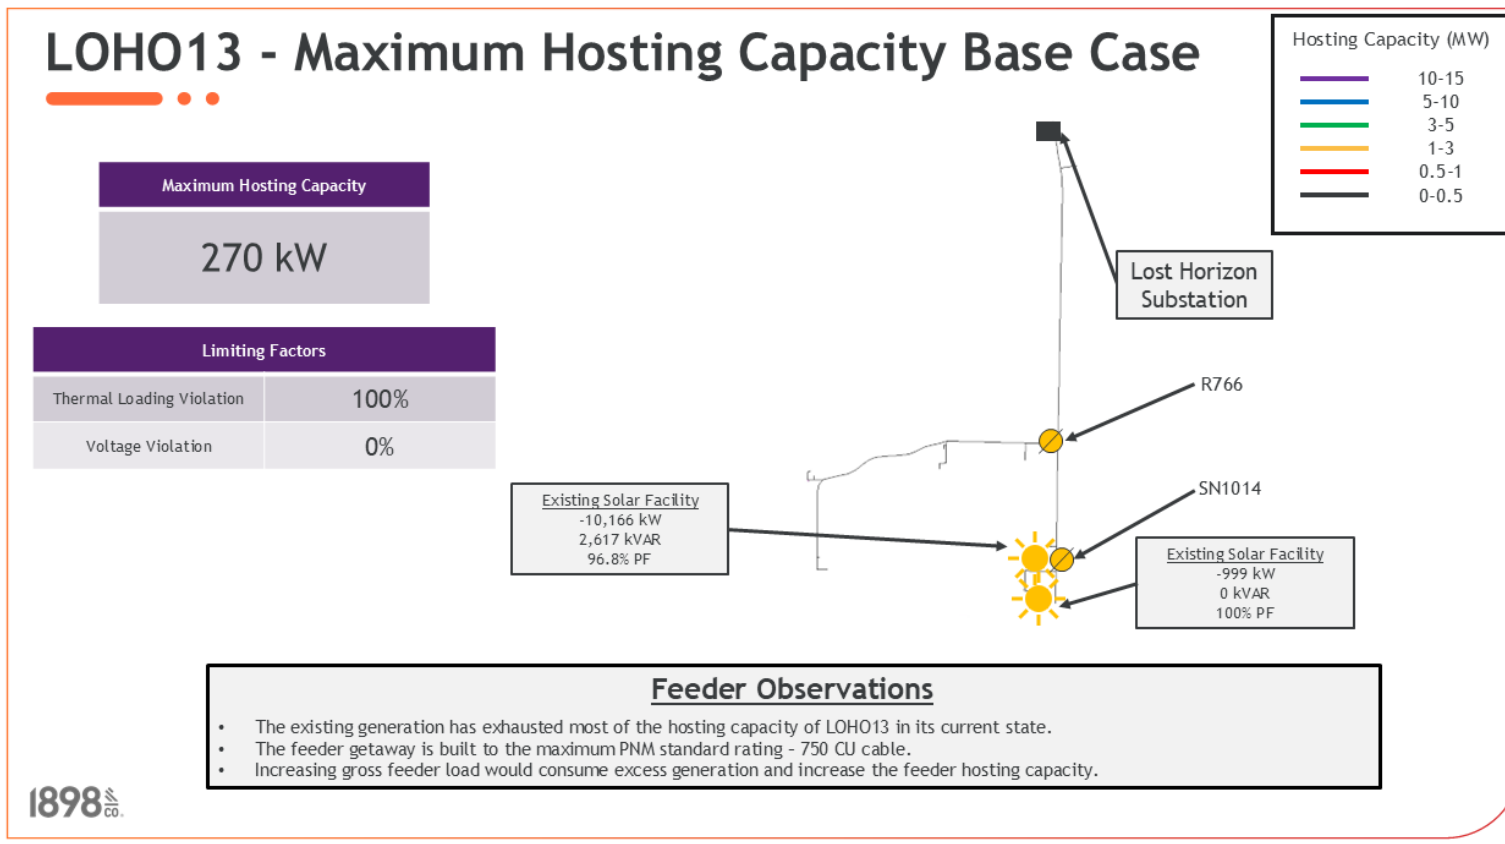 LOHO13 - Maximum Hosting Capacity Base Case
Hosting Capacity (MW)
10-15
5-10
3-5
1-3
0.5-1
0-0.5
Maximum Hosting Capacity
270 kW
Limiting Factors
Thermal Loading Violation 100%
Voltage Violation 0%
Lost Horizon
Substation
R766
SN1014
Existing Solar Facility
-10,166 kW
2,617 kVAR
96.8% PF
Existing Solar Facility
-999 kW
0 kVAR
100% PF
Feeder Observations
• The existing generation has exhausted most of the hosting capacity of LOHO13 in its current state.
• The feeder getaway is built to the maximum PNM standard rating – 750 CU cable.
• Increasing gross feeder load would consume excess generation and increase the feeder hosting capacity.
1898 & CO.